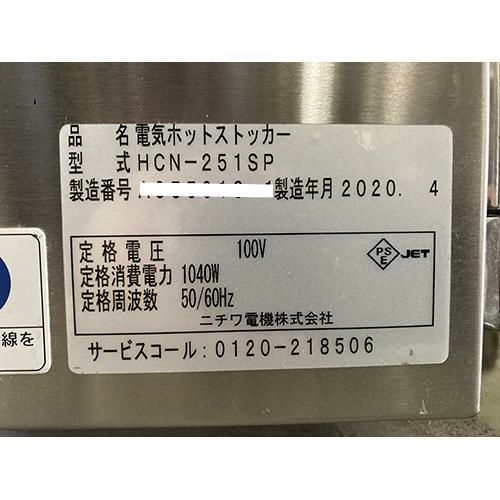 品 名 電気ホットストッカー
型 式 HCN-251SP
製造番号 製造年月 2020. 4
定格電圧 100V
定格消費電力 1040W
定格周波数 50/60Hz
PSE JET
ニチワ電機株式会社
サービスコール：0120-218506
線を